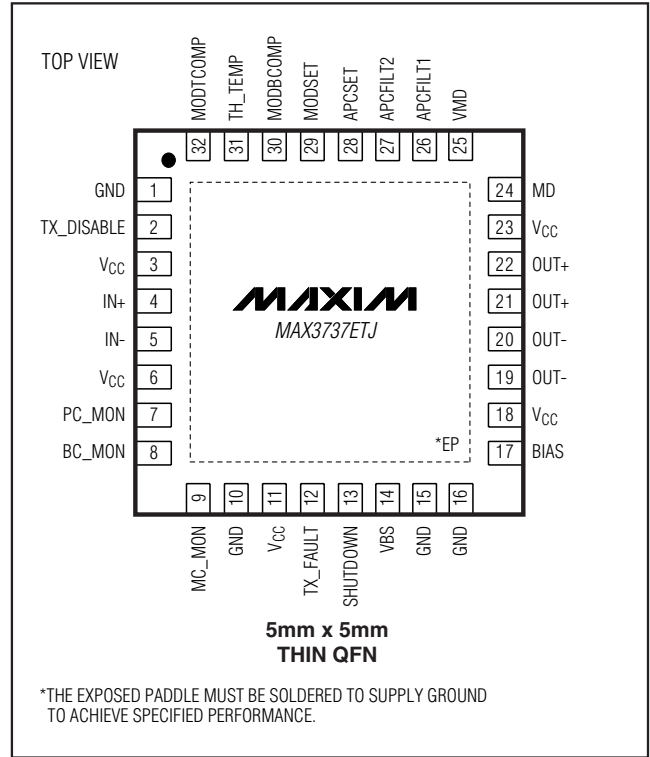 TOP VIEW
MODTCOMP
TH_TEMP
MODBCOMP
MODSET
APCSET
APCFILT2
APCFILT1
VMD
32
31
30
29
28
27
26
25
GND 1
TX_DISABLE 2
VCC 3
IN+ 4
IN- 5
VCC 6
PC_MON 7
BC_MON 8
24 MD
23 VCC
22 OUT+
21 OUT+
20 OUT-
19 OUT-
18 VCC
17 BIAS
MAXIM
MAX3737ETJ
*EP
9
10
11
12
13
14
15
16
MC_MON
GND
VCC
TX_FAULT
SHUTDOWN
VBS
GND
GND
5mm x 5mm
THIN QFN
*THE EXPOSED PADDLE MUST BE SOLDERED TO SUPPLY GROUND
TO ACHIEVE SPECIFIED PERFORMANCE.